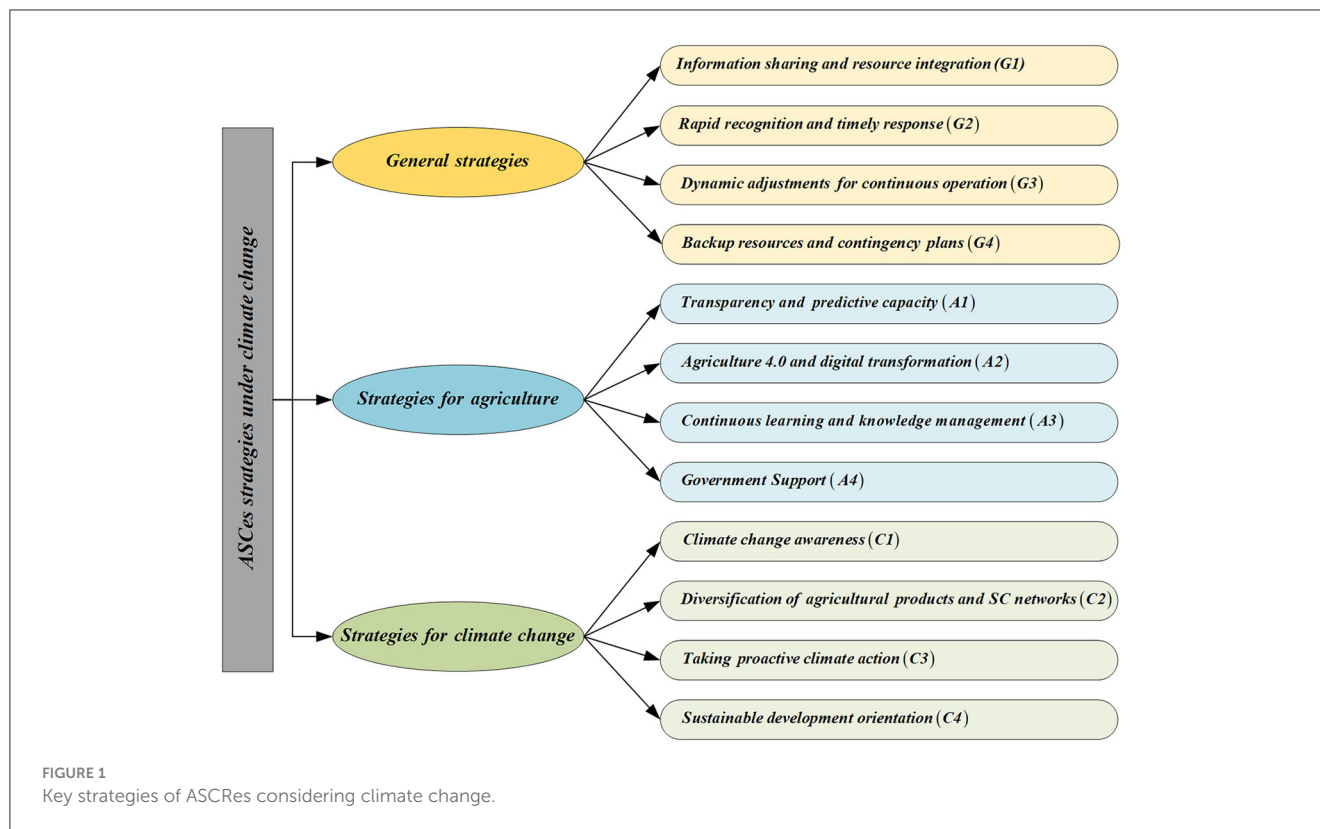 ASCes strategies under climate change
General strategies
Information sharing and resource integration (G1)
Rapid recognition and timely response (G2)
Dynamic adjustments for continuous operation (G3)
Backup resources and contingency plans (G4)
Strategies for agriculture
Transparency and predictive capacity (A1)
Agriculture 4.0 and digital transformation (A2)
Continuous learning and knowledge management (A3)
Government Support (A4)
Strategies for climate change
Climate change awareness (C1)
Diversification of agricultural products and SC networks (C2)
Taking proactive climate action (C3)
Sustainable development orientation (C4)
FIGURE 1
Key strategies of ASCRes considering climate change.